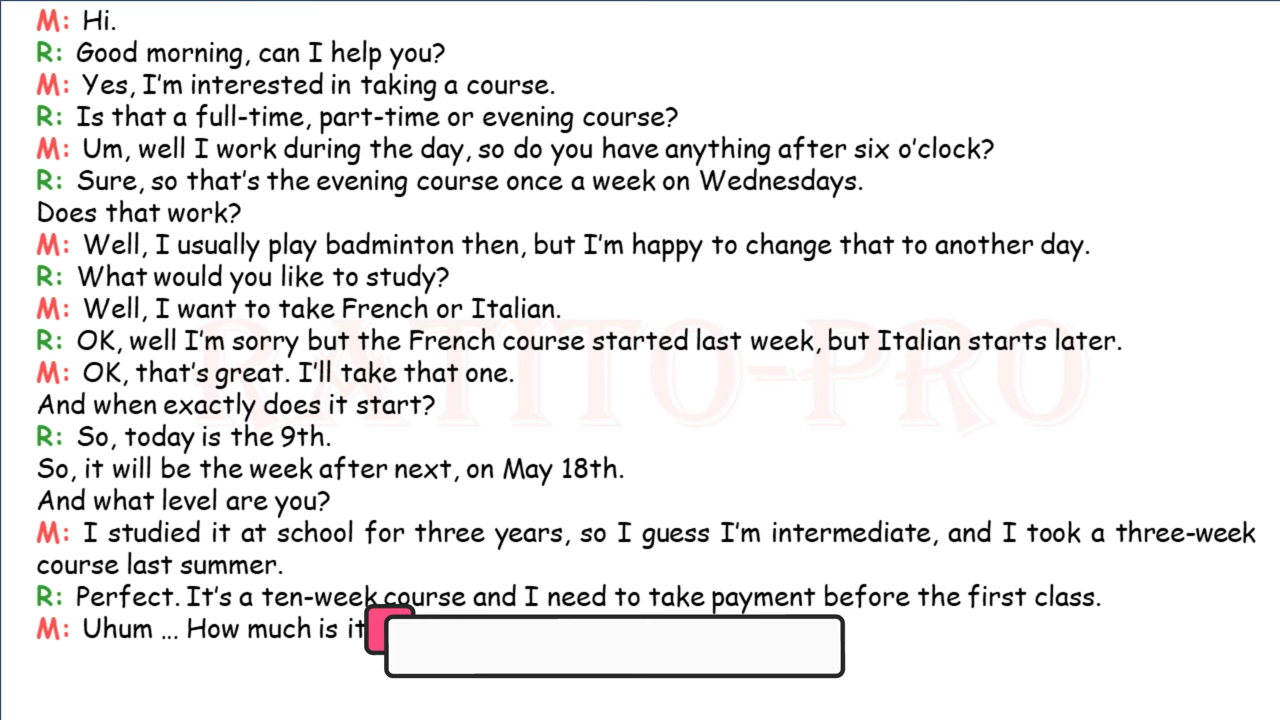 M: Hi.
R: Good morning, can I help you?
M: Yes, I'm interested in taking a course.
R: Is that a full-time, part-time or evening course?
M: Um, well I work during the day, so do you have anything after six o'clock?
R: Sure, so that's the evening course once a week on Wednesdays.
Does that work?
M: Well, I usually play badminton then, but I'm happy to change that to another day.
R: What would you like to study?
M: Well, I want to take French or Italian.
R: OK, well I'm sorry but the French course started last week, but Italian starts later.
M: OK, that's great. I'll take that one.
And when exactly does it start?
R: So, today is the 9th.
So, it will be the week after next, on May 18th.
And what level are you?
M: I studied it at school for three years, so I guess I'm intermediate, and I took a three-week
course last summer.
R: Perfect. It's a ten-week course and I need to take payment before the first class.
M: Uhum ... How much is it
RATITO-PRO